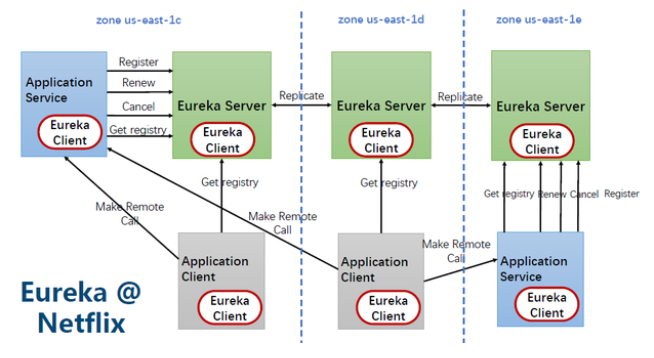 zone us-east-1c
zone us-east-1d
zone us-east-1e
Application
Service
Eureka
Client
Register
Renew
Cancel
Get registry
Eureka Server
Eureka
Client
Replicate
Eureka Server
Eureka
Client
Replicate
Eureka Server
Eureka
Client
Make Remote
Call
Get registry
Make Remote
Call
Get registry
Make Remote
Call
Get registry
Renew
Cancel
Register
Application
Client
Eureka
Client
Application
Client
Eureka
Client
Application
Service
Eureka
Client
Eureka @
Netflix